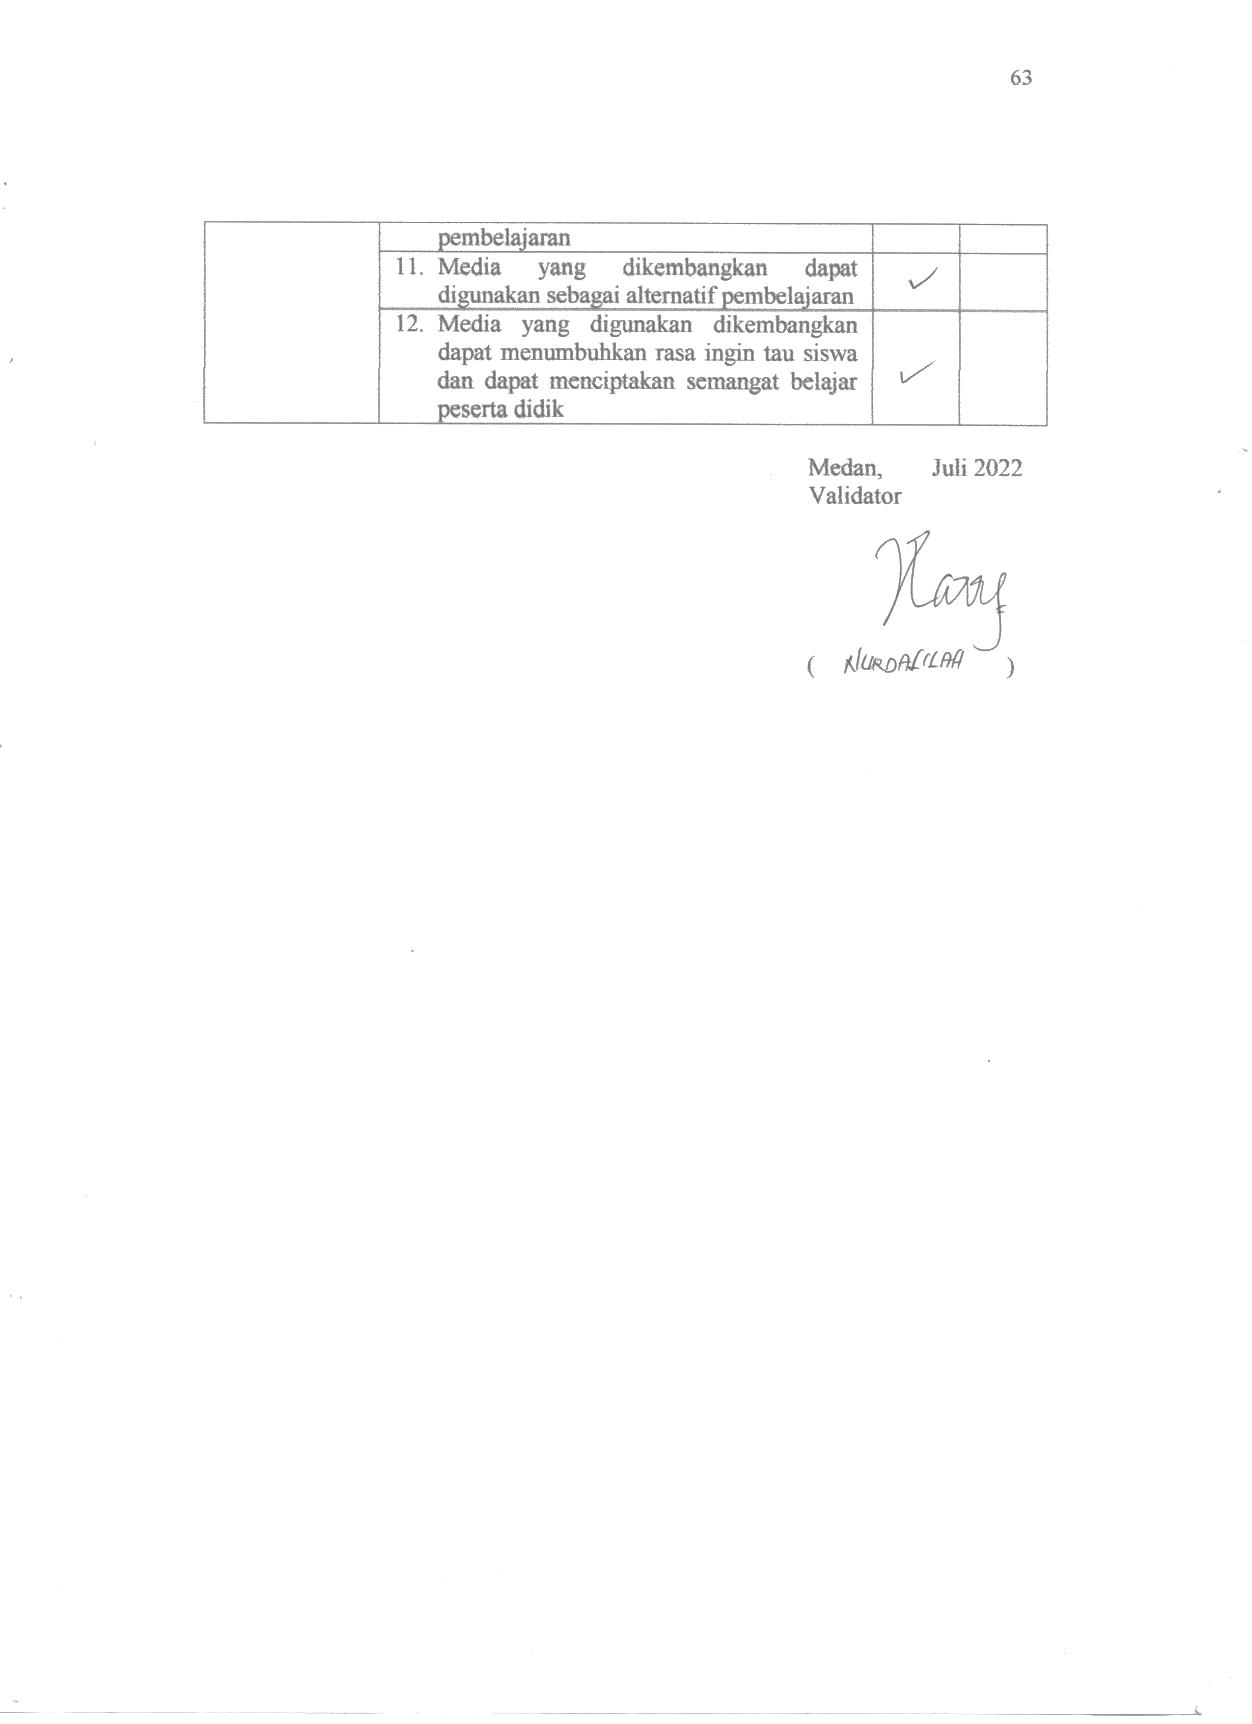 63
pembelajaran
11. Media yang dikembangkan dapat
digunakan sebagai alternatif pembelajaran
12. Media yang digunakan dikembangkan
dapat menumbuhkan rasa ingin tau siswa
dan dapat menciptakan semangat belajar
peserta didik
Medan, Juli 2022
Validator
( NURDALILAA )